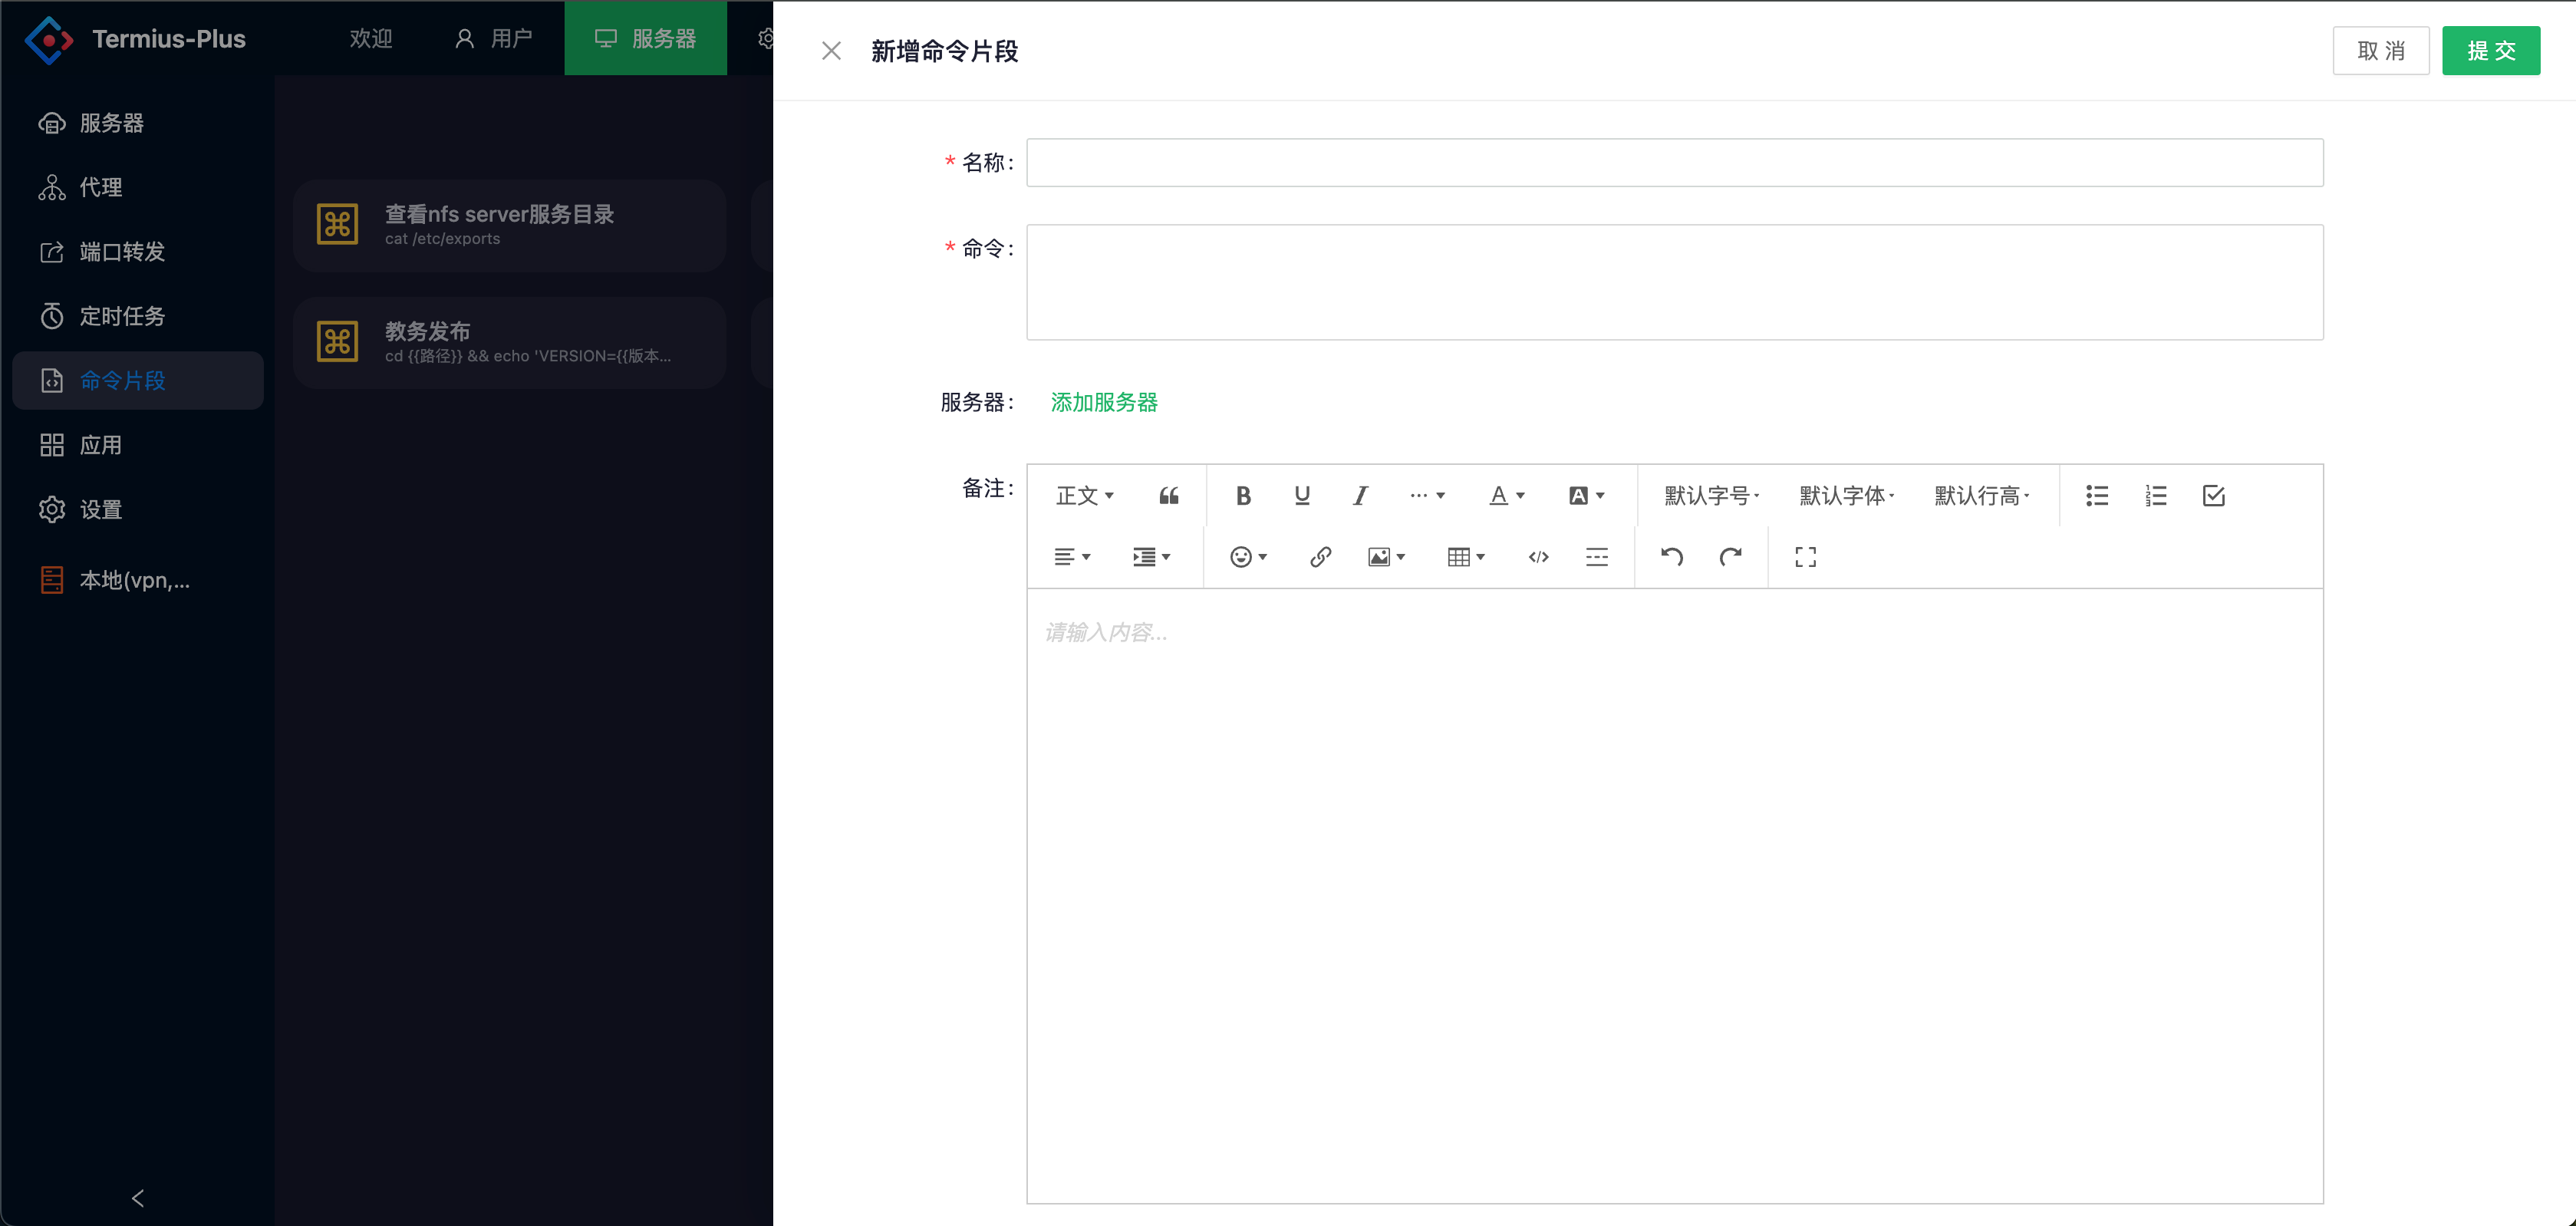 Termius-Plus
欢迎
用户
服务器
服务器
代理
端口转发
定时任务
命令片段
应用
设置
本地(vpn,...
查看nfs server服务目录
cat /etc/exports
教务发布
cd {{路径}} && echo 'VERSION={{版本...
新增命令片段
取 消
提 交
* 名称:
* 命令:
服务器: 添加服务器
备注:
正文 默认字号 默认字体 默认行高
请输入内容...